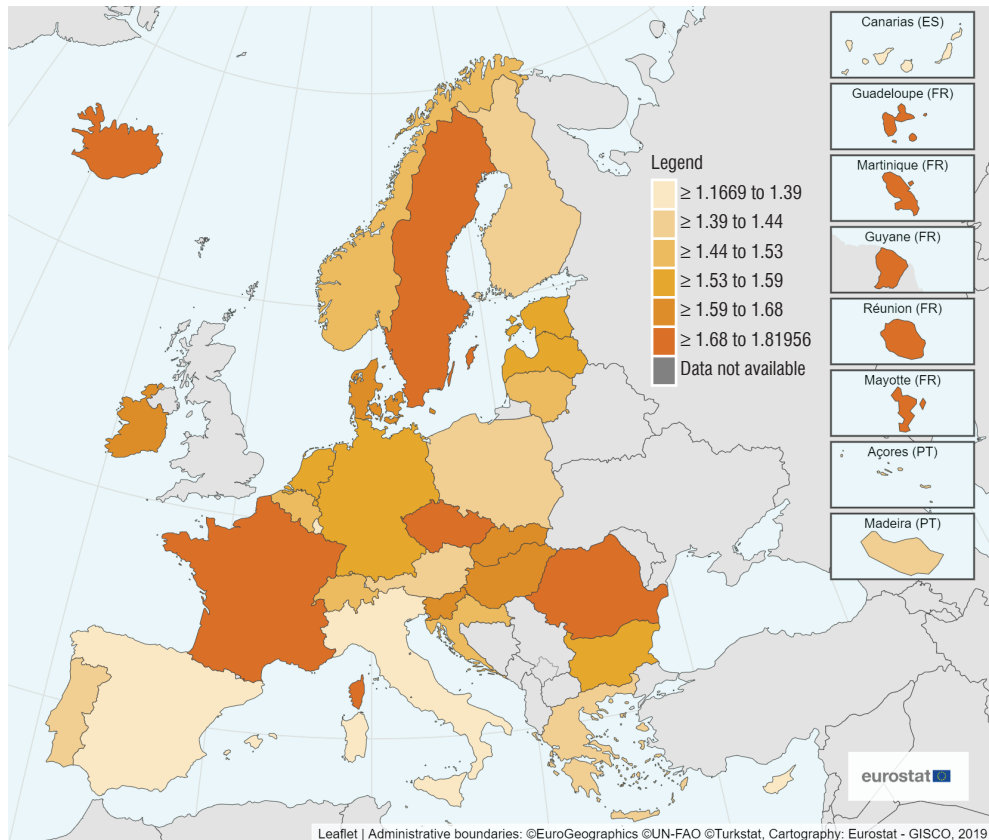 Canarias (ES)
Guadeloupe (FR)
Martinique (FR)
Guyane (FR)
Réunion (FR)
Mayotte (FR)
Açores (PT)
Madeira (PT)
Legend
≥ 1.1669 to 1.39
≥ 1.39 to 1.44
≥ 1.44 to 1.53
≥ 1.53 to 1.59
≥ 1.59 to 1.68
≥ 1.68 to 1.81956
Data not available
eurostat
Leaflet | Administrative boundaries: ©EuroGeographics ©UN-FAO ©Turkstat, Cartography: Eurostat - GISCO, 2019